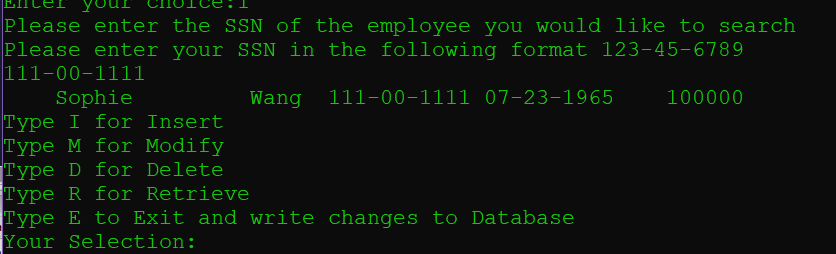 Enter your choice:1
Please enter the SSN of the employee you would like to search
Please enter your SSN in the following format 123-45-6789
111-00-1111
    Sophie         Wang  111-00-1111 07-23-1965    100000
Type I for Insert
Type M for Modify
Type D for Delete
Type R for Retrieve
Type E to Exit and write changes to Database
Your Selection: